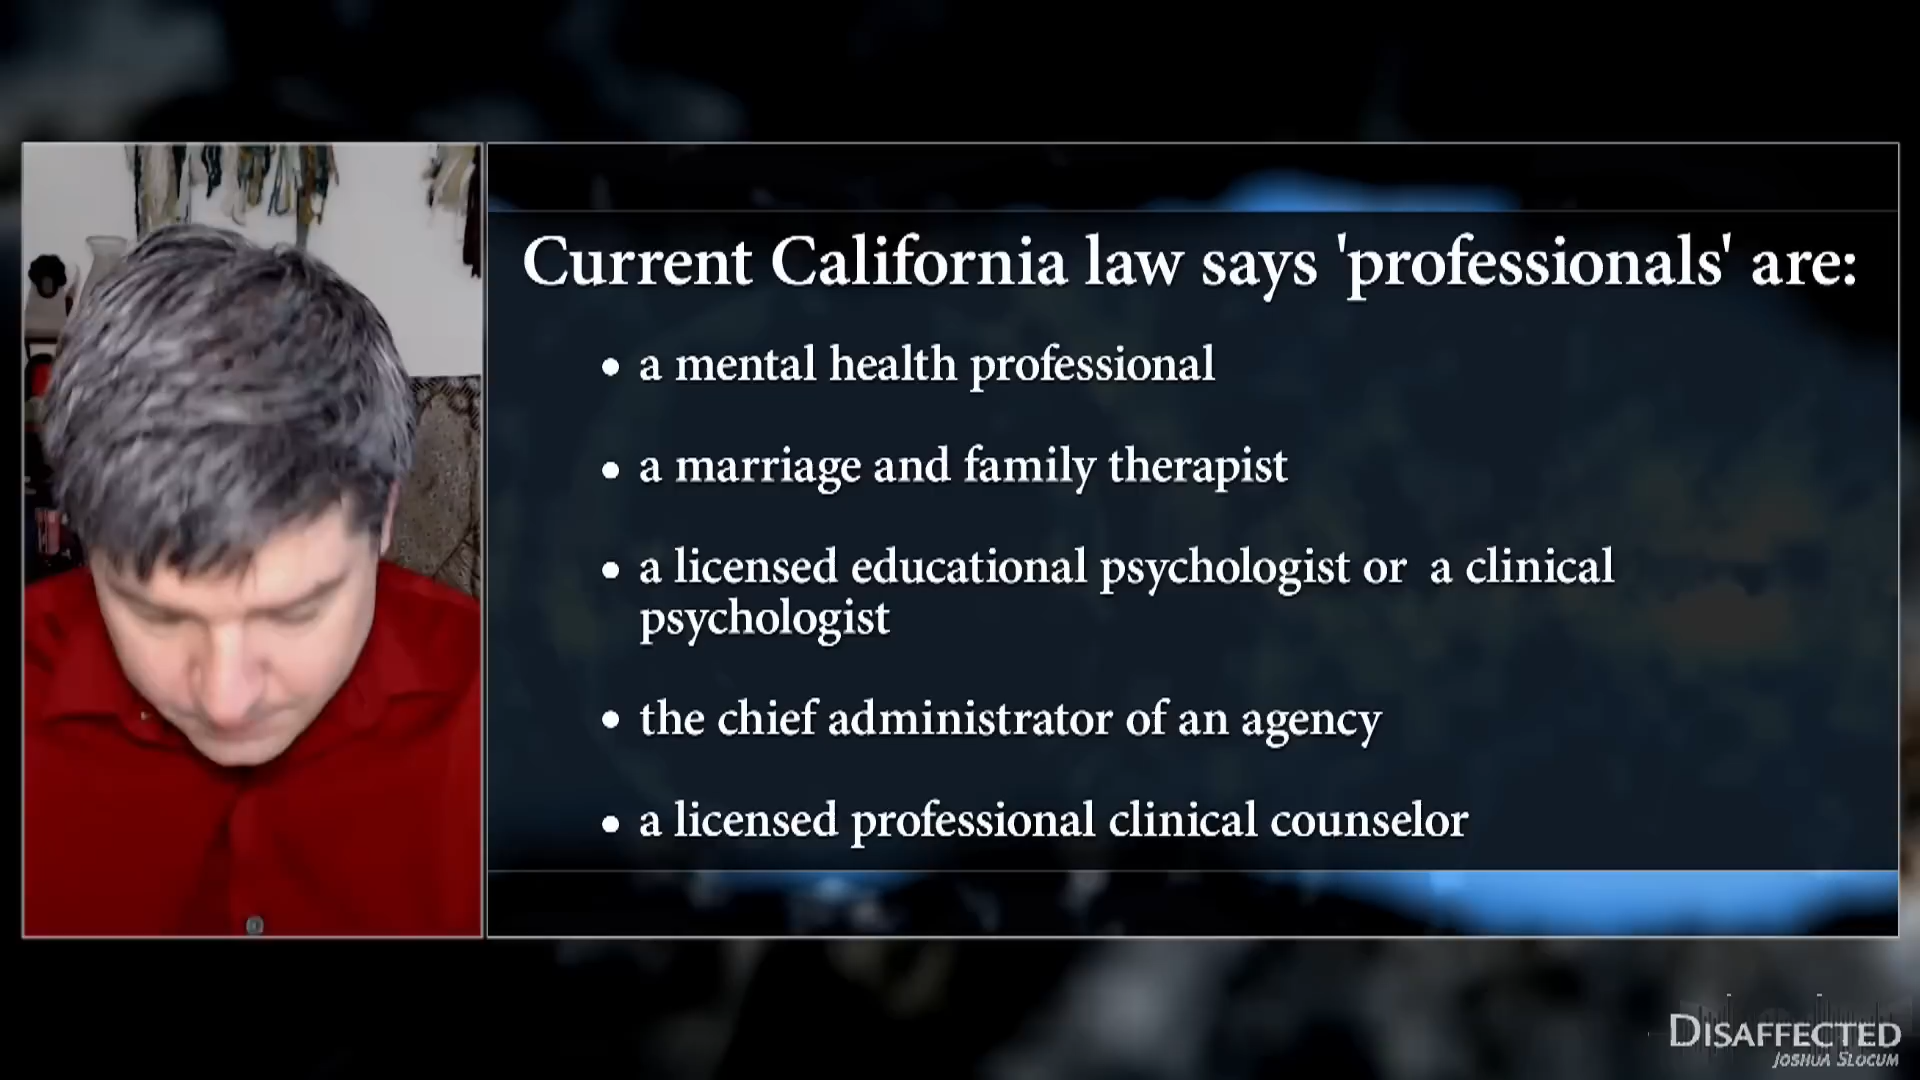 Current California law says 'professionals' are:
• a mental health professional
• a marriage and family therapist
• a licensed educational psychologist or a clinical
psychologist
• the chief administrator of an agency
• a licensed professional clinical counselor
DISAFFECTED
JOSHUA SLOCUM